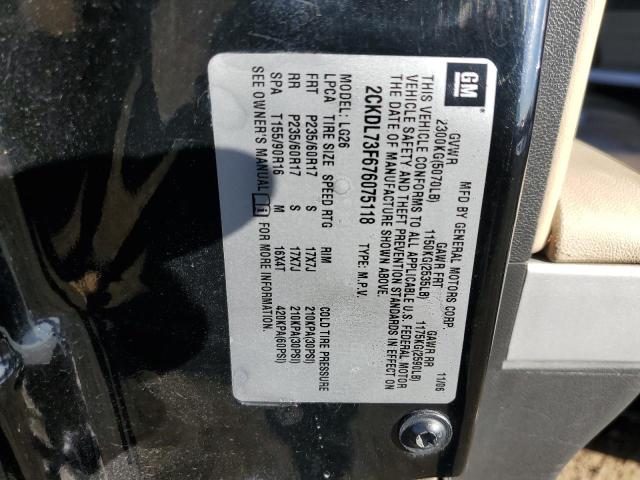 GM
MFD BY GENERAL MOTORS CORP. 11/06
GVWR GAWR FRT GAWR RR
2300KG(5070LB) 1150KG(2535LB) 1175KG(2590LB)
THIS VEHICLE CONFORMS TO ALL APPLICABLE U.S. FEDERAL MOTOR
VEHICLE SAFETY AND THEFT PREVENTION STANDARDS IN EFFECT ON
THE DATE OF MANUFACTURE SHOWN ABOVE.
2CKDL73F676075118 TYPE: M.P.V.
MODEL: LG26
LPCA TIRE SIZE SPEED RTG RIM COLD TIRE PRESSURE
FRT P235/60R17 S 17X7J 210KPA(30PSI)
RR P235/60R17 S 17X7J 210KPA(30PSI)
SPA T155/90R16 M 16X4T 420KPA(60PSI)
SEE OWNER'S MANUAL FOR MORE INFORMATION.